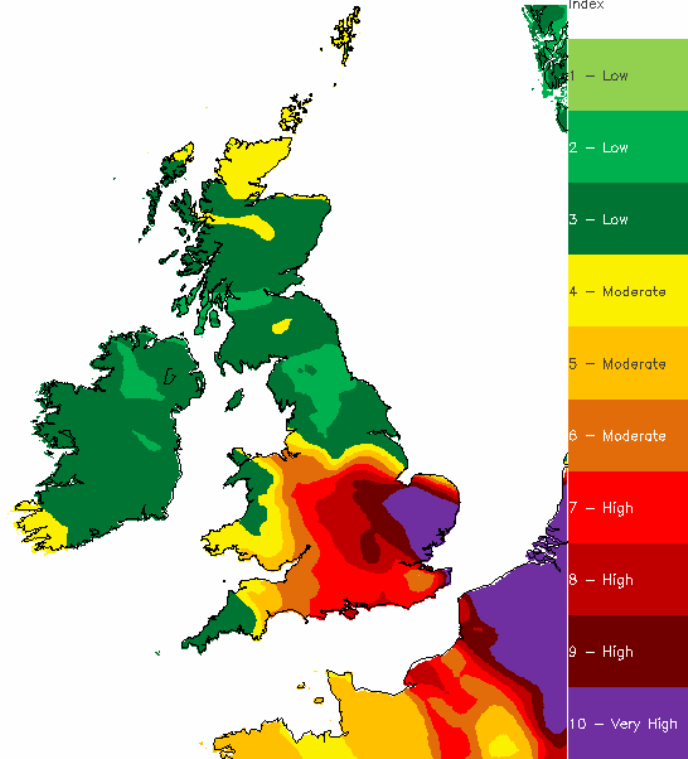 Index
1 – Low
2 – Low
3 – Low
4 – Moderate
5 – Moderate
6 – Moderate
7 – High
8 – High
9 – High
10 – Very High